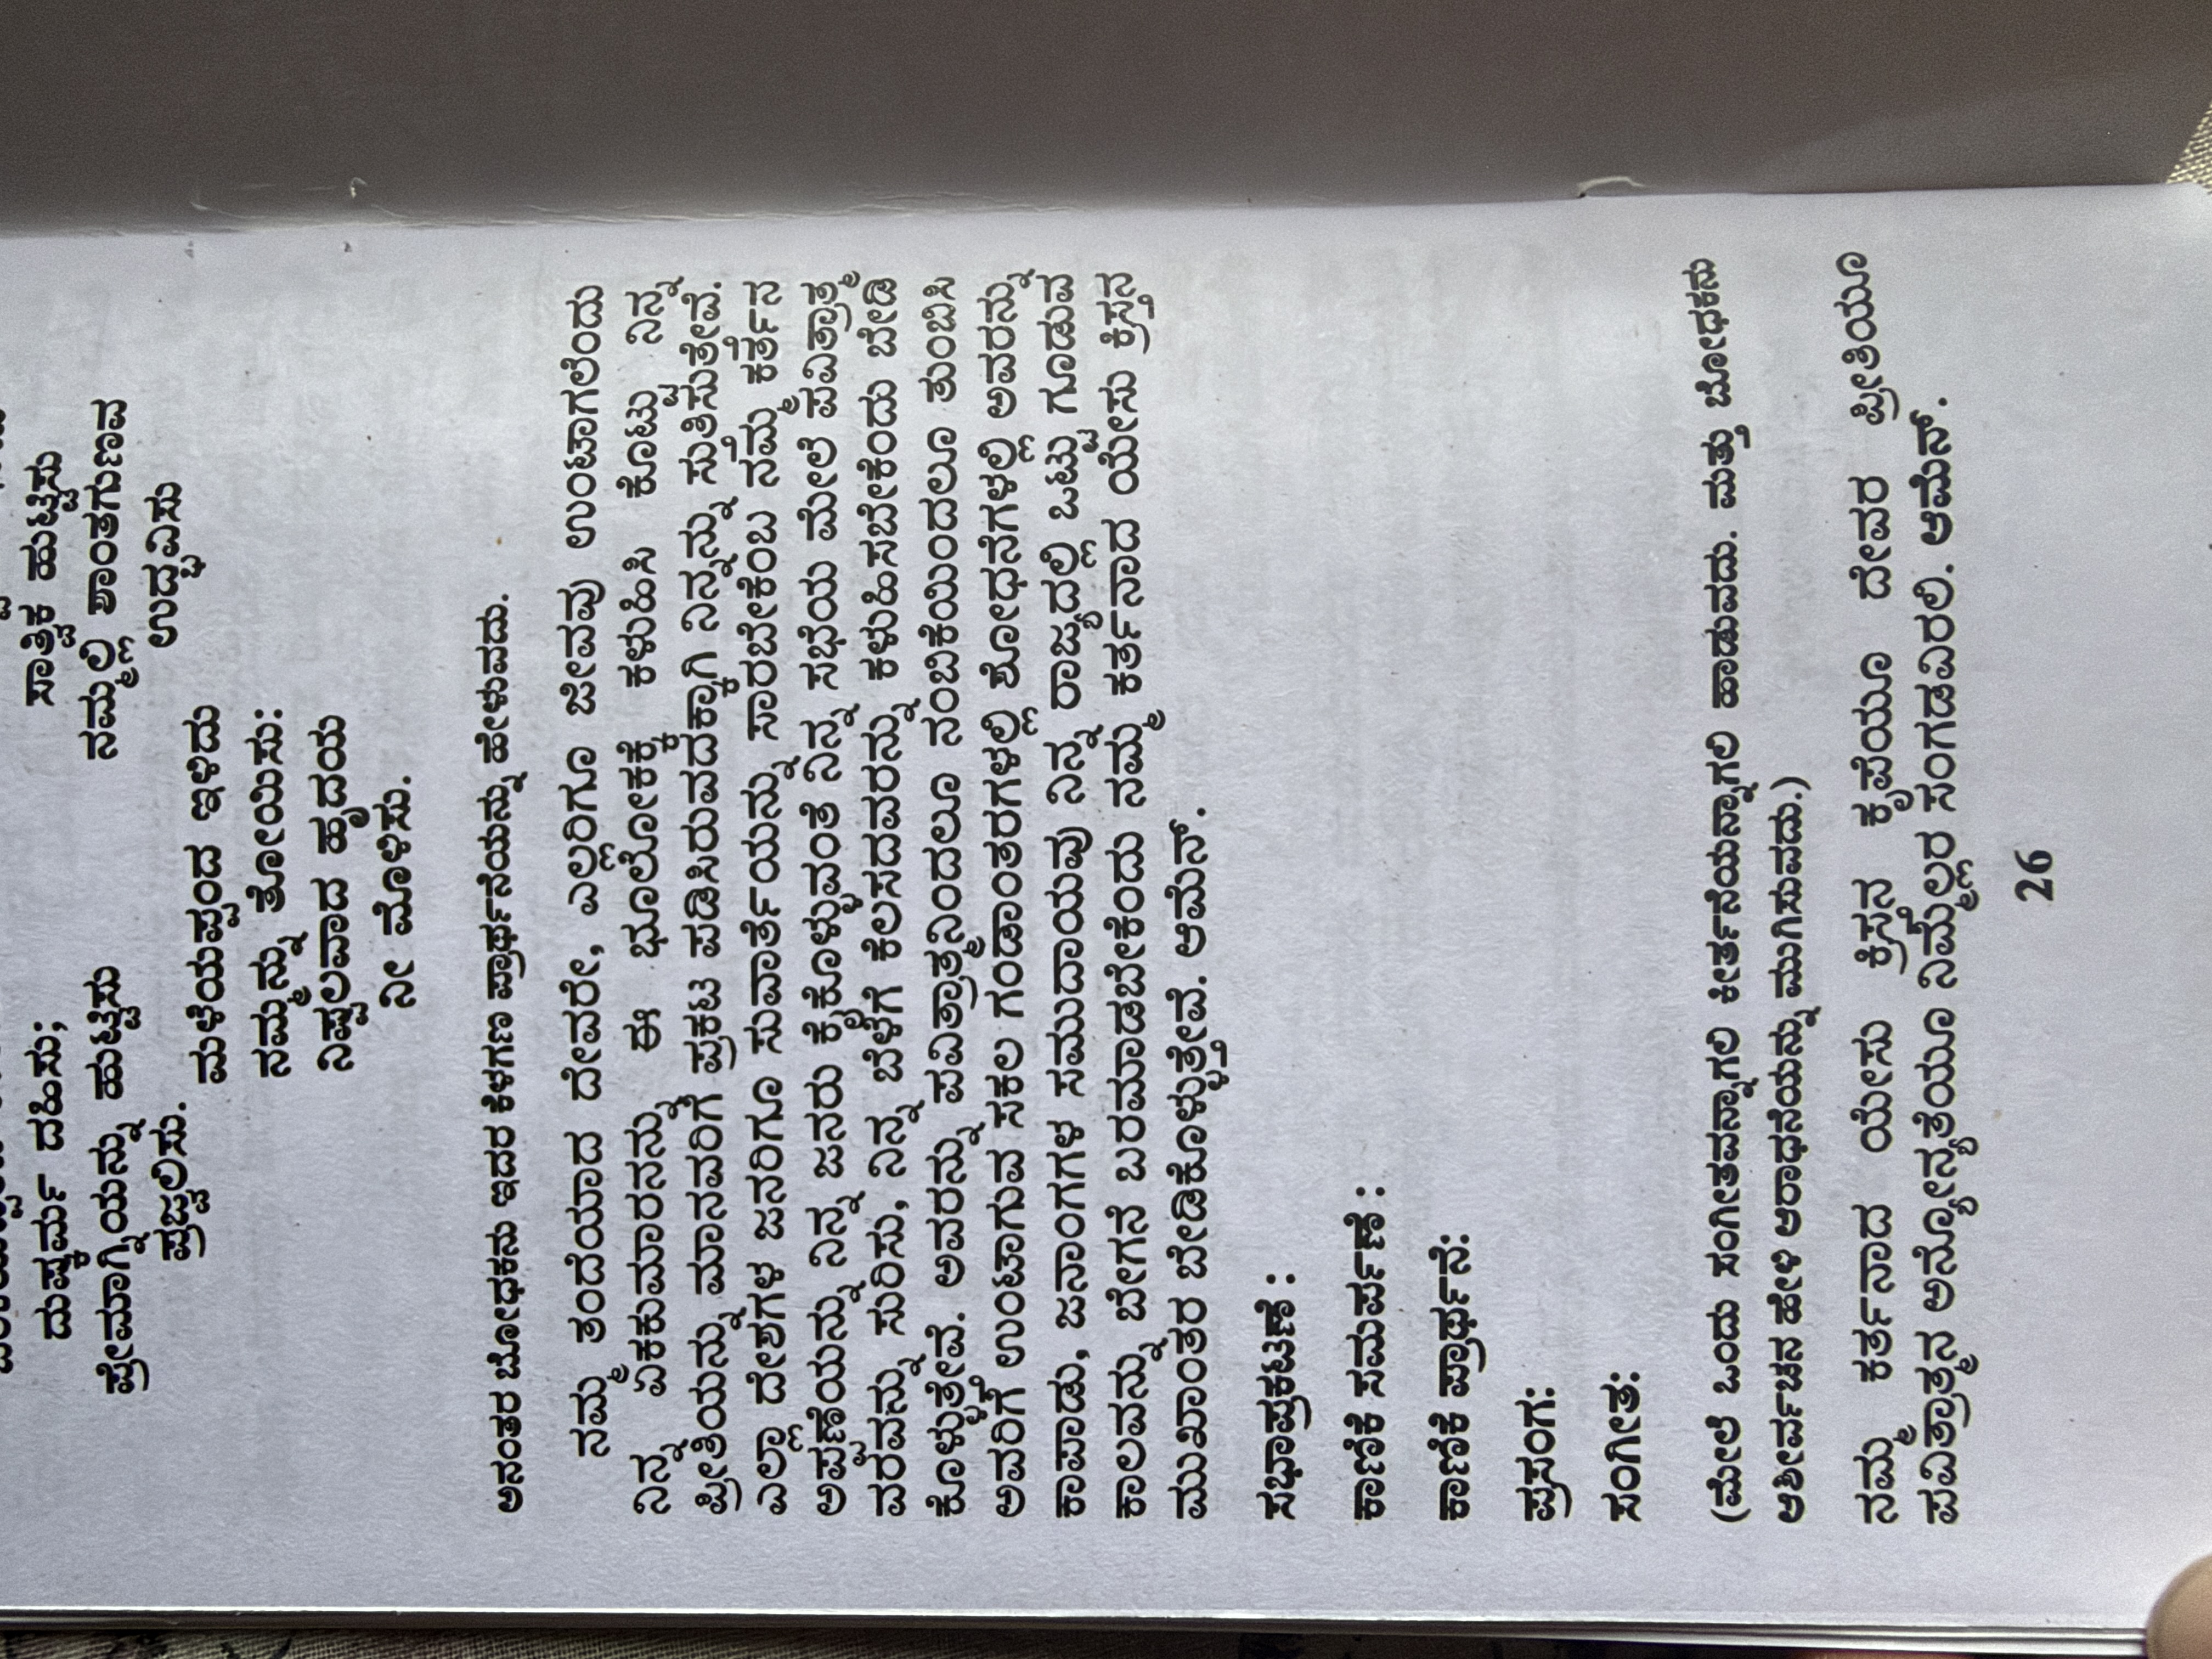 ದುಷ್ಕರ್ಮ ದಹಿಸು;
ಪ್ರೇಮಾಗ್ನಿಯನ್ನು ಹುಟ್ಟಿಸು
ಪ್ರಜ್ವಲಿಸು.
ಸಾತ್ವಿಕ ಹುಟ್ಟಿಸು
ನಮ್ಮಲ್ಲಿ ಶಾಂತಗುಣವ
ಉದ್ಭವಿಸು
ಮಳೆಯಪ್ಪಂದ ಇಳಿದು
ನಮ್ಮನ್ನು ತೋಯಿಸು:
ನಿಷ್ಪಲವಾದ ಹೃದಯ
ನೀ ಮೊಳಿಸು.
ಅನಂತರ ಬೋಧಕನು ಇದರ ಕೆಳಗಣ ಪ್ರಾರ್ಥನೆಯನ್ನು ಹೇಳುವದು.
ನಮ್ಮ ತಂದೆಯಾದ ದೇವರೇ, ಎಲ್ಲರಿಗೂ ಜೀವವು ಉಂಟಾಗಲೆಂದು
ನಿನ್ನ ಏಕಕುಮಾರನನ್ನು ಈ ಭೂಲೋಕಕ್ಕೆ ಕಳುಹಿಸಿ ಕೊಟ್ಟು ನಿನ್ನ
ಪ್ರೀತಿಯನ್ನು ಮಾನವರಿಗೆ ಪ್ರಕಟ ಪಡಿಸಿರುವದಕ್ಕಾಗಿ ನಿನ್ನನ್ನು ಸ್ತುತಿಸುತ್ತೇವೆ.
ಎಲ್ಲಾ ದೇಶಗಳ ಜನರಿಗೂ ಸುವಾರ್ತೆಯನ್ನು ಸಾರಬೇಕೆಂಬ ನಮ್ಮ ಕರ್ತನ
ಅಪ್ಪಣೆಯನ್ನು ನಿನ್ನ ಜನರು ಕೈಕೊಳ್ಳುವಂತೆ ನಿನ್ನ ಸಭೆಯ ಮೇಲೆ ಪವಿತ್ರಾತ್ಮ
ವರವನ್ನು ಸುರಿಸು, ನಿನ್ನ ಬೆಳೆಗೆ ಕೆಲಸದವರನ್ನು ಕಳುಹಿಸಬೇಕೆಂದು ಬೇಡಿ
ಕೊಳ್ಳುತ್ತೇವೆ. ಅವರನ್ನು ಪವಿತ್ರಾತ್ಮನಿಂದಲೂ ನಂಬಿಕೆಯಿಂದಲೂ ತುಂಬಿಸಿ
ಅವರಿಗೆ ಉಂಟಾಗುವ ಸಕಲ ಗಂಡಾಂತರಗಳಲ್ಲಿ ಶೋಧನೆಗಳಲ್ಲಿ ಅವರನ್ನು
ಕಾಪಾಡು, ಜನಾಂಗಗಳ ಸಮುದಾಯವು ನಿನ್ನ ರಾಜ್ಯದಲ್ಲಿ ಒಟ್ಟು ಗೂಡುವ
ಕಾಲವನ್ನು ಬೇಗನೆ ಬರಮಾಡಬೇಕೆಂದು ನಮ್ಮ ಕರ್ತನಾದ ಯೇಸು ಕ್ರಿಸ್ತನ
ಮುಖಾಂತರ ಬೇಡಿಕೊಳ್ಳುತ್ತೇವೆ. ಆಮೆನ್.
ಸಭಾಪ್ರಕಟಣೆ :
ಕಾಣಿಕೆ ಸಮರ್ಪಣೆ :
ಕಾಣಿಕೆ ಪ್ರಾರ್ಥನೆ:
ಪ್ರಸಂಗ:
ಸಂಗೀತ:
(ಮೇಲೆ ಒಂದು ಸಂಗೀತವನ್ನಾಗಲಿ ಕೀರ್ತನೆಯನ್ನಾಗಲಿ ಹಾಡುವದು. ಮತ್ತು ಬೋಧಕನು
ಆಶೀರ್ವಚನ ಹೇಳಿ ಆರಾಧನೆಯನ್ನು ಮುಗಿಸುವದು.)
ನಮ್ಮ ಕರ್ತನಾದ ಯೇಸು ಕ್ರಿಸ್ತನ ಕೃಪೆಯೂ ದೇವರ ಪ್ರೀತಿಯೂ
ಪವಿತ್ರಾತ್ಮನ ಅನ್ಯೋನ್ಯತೆಯೂ ನಿಮ್ಮೆಲ್ಲರ ಸಂಗಡವಿರಲಿ. ಆಮೆನ್.
26